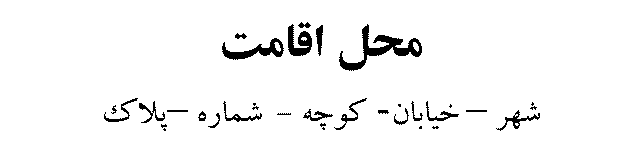 محل اقامت
شهر – خیابان- کوچه – شماره –پلاک